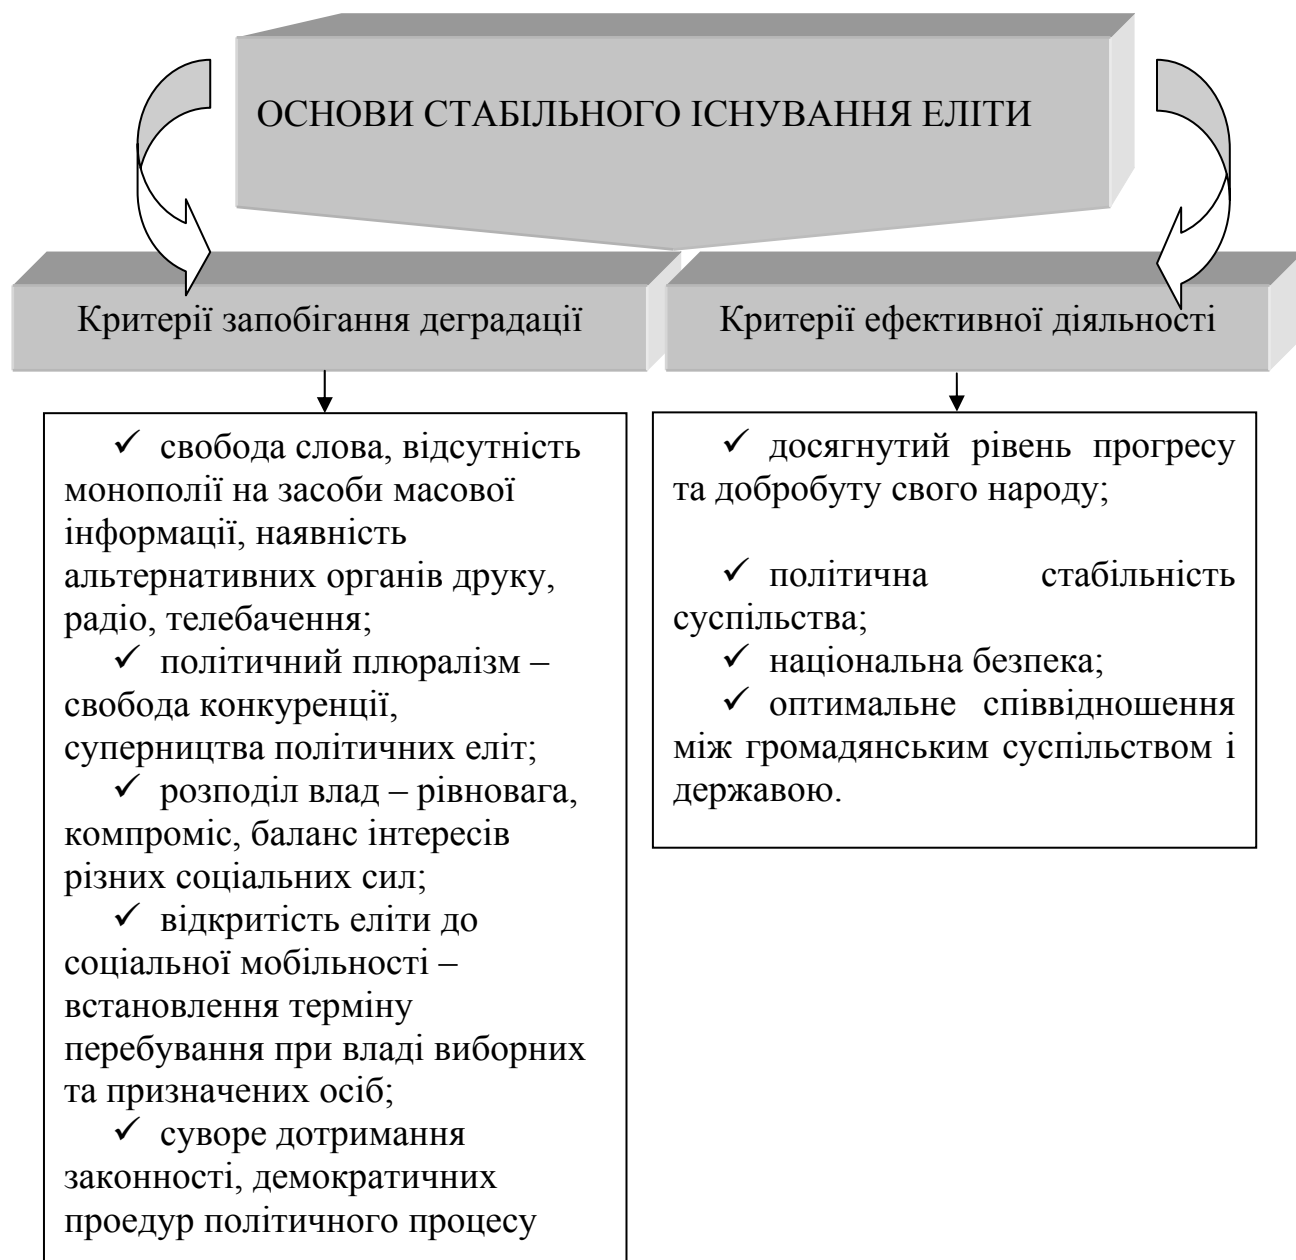 ОСНОВИ СТАБІЛЬНОГО ІСНУВАННЯ ЕЛІТИ
Критерії запобігання деградації
✓ свобода слова, відсутність
монополії на засоби масової
інформації, наявність
альтернативних органів друку,
радіо, телебачення;
✓ політичний плюралізм –
свобода конкуренції,
суперництва політичних еліт;
✓ розподіл влад – рівновага,
компроміс, баланс інтересів
різних соціальних сил;
✓ відкритість еліти до
соціальної мобільності –
встановлення терміну
перебування при владі виборних
та призначених осіб;
✓ суворе дотримання
законності, демократичних
проедур політичного процесу
Критерії ефективної діяльності
✓ досягнутий рівень прогресу
та добробуту свого народу;
✓ політична стабільність
суспільства;
✓ національна безпека;
✓ оптимальне співвідношення
між громадянським суспільством і
державою.